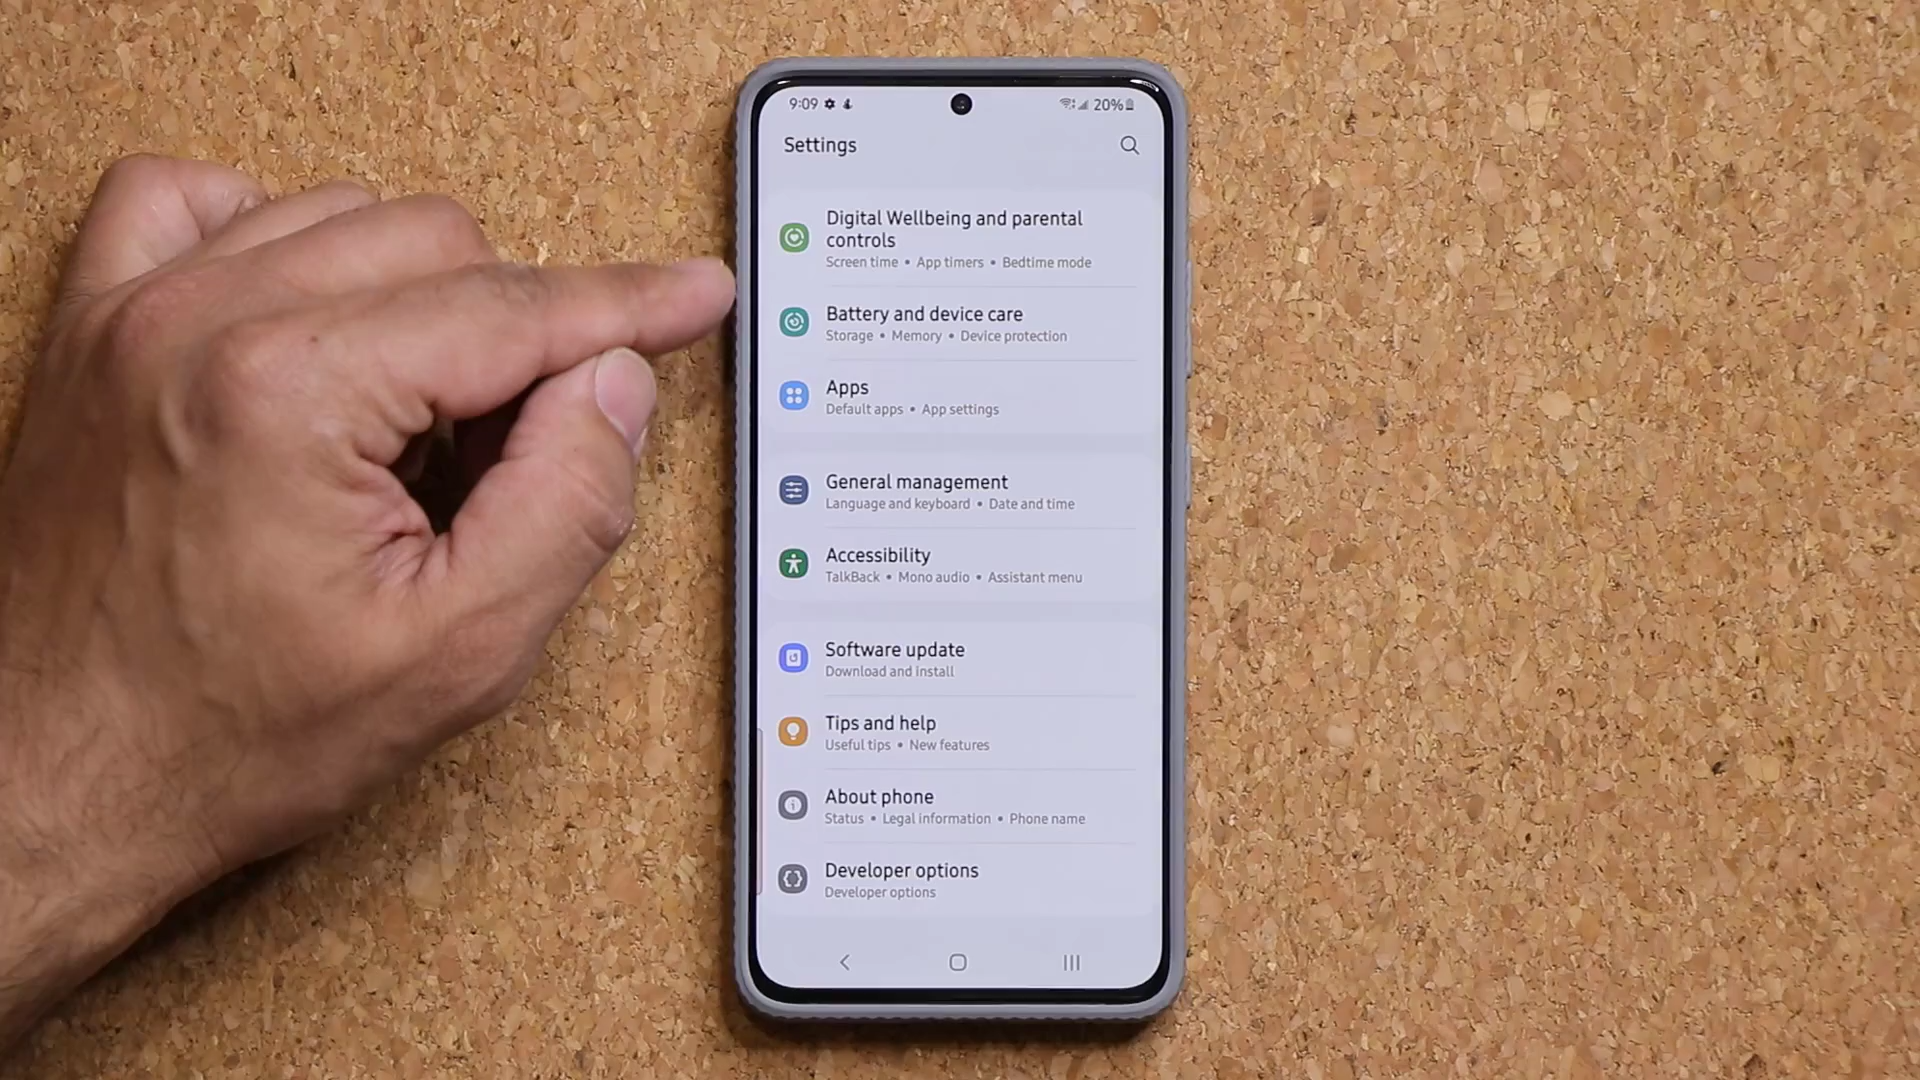 9:09 20%
Settings
Digital Wellbeing and parental
controls
Screen time • App timers • Bedtime mode
Battery and device care
Storage • Memory • Device protection
Apps
Default apps • App settings
General management
Language and keyboard • Date and time
Accessibility
TalkBack • Mono audio • Assistant menu
Software update
Download and install
Tips and help
Useful tips • New features
About phone
Status • Legal information • Phone name
Developer options
Developer options